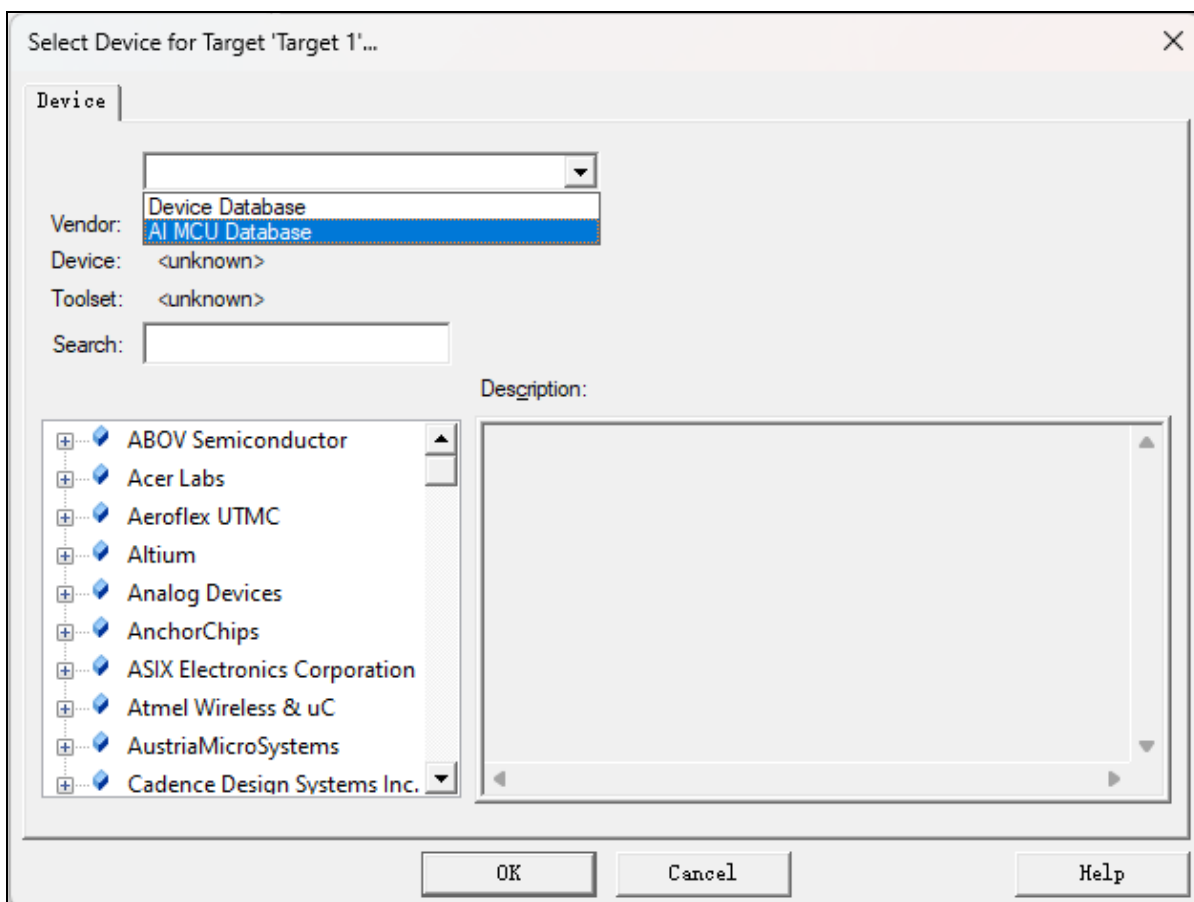 Select Device for Target 'Target 1'...
Device
Device Database
AI MCU Database
Vendor:
Device: <unknown>
Toolset: <unknown>
Search:
Description:
ABOV Semiconductor
Acer Labs
Aeroflex UTMC
Altium
Analog Devices
AnchorChips
ASIX Electronics Corporation
Atmel Wireless & uC
AustriaMicroSystems
Cadence Design Systems Inc.
OK Cancel Help